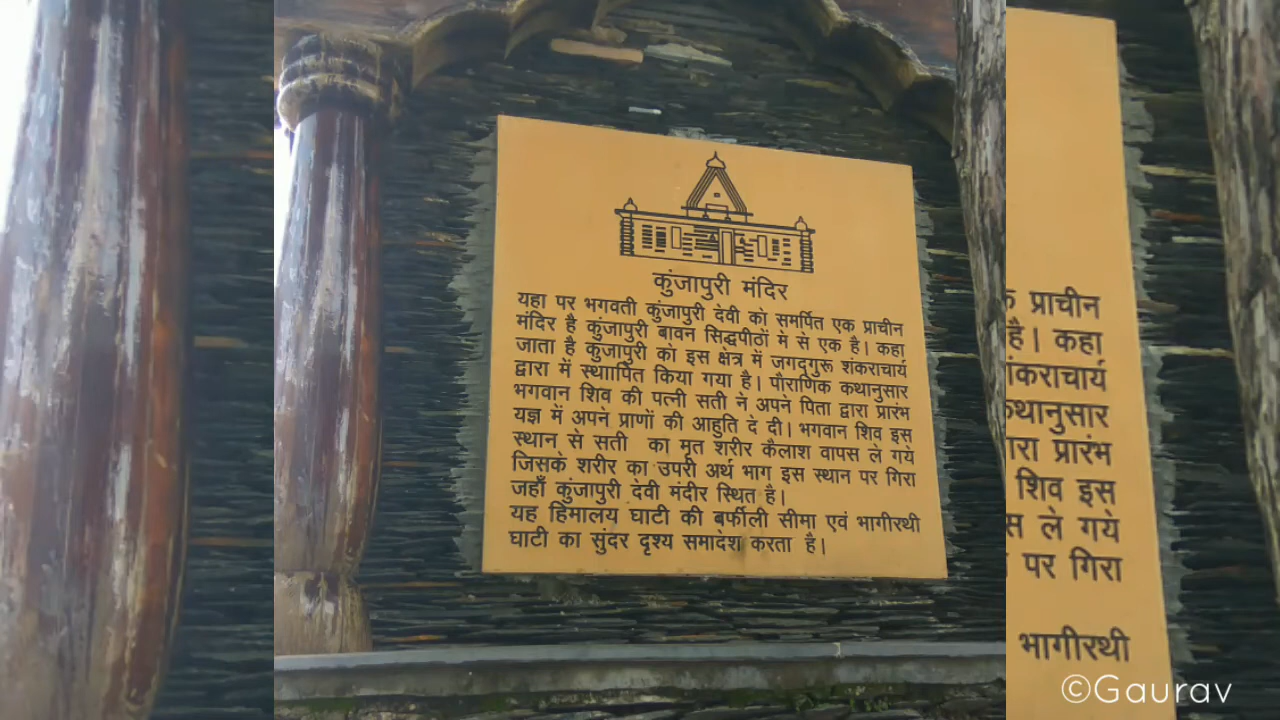 कुंजापुरी मंदिर
यहा पर भगवती कुंजापुरी देवी को समर्पित एक प्राचीन
मंदिर है कुंजापुरी बावन सिद्धपीठों मे से एक है। कहा
जाता है कुंजापुरी को इस क्षेत्र में जगदगुरू शंकराचार्य
द्वारा में स्थाापित किया गया है। पौराणिक कथानुसार
भगवान शिव की पत्नी सती ने अपने पिता द्वारा प्रारंभ
यज्ञ में अपने प्राणों की आहुति दे दी। भगवान शिव इस
स्थान से सती का मृत शरीर कैलाश वापस ले गये
जिसके शरीर का उपरी अर्थ भाग इस स्थान पर गिरा
जहाँ कुंजापुरी देवी मंदीर स्थित है।
यह हिमालय घाटी की बर्फीली सीमा एवं भागीरथी
घाटी का सुंदर दृश्य समादेश करता है।
प्राचीन
है। कहा
शंकराचार्य
कथानुसार
द्वारा प्रारंभ
शिव इस
ले गये
पर गिरा
भागीरथी
©Gaurav